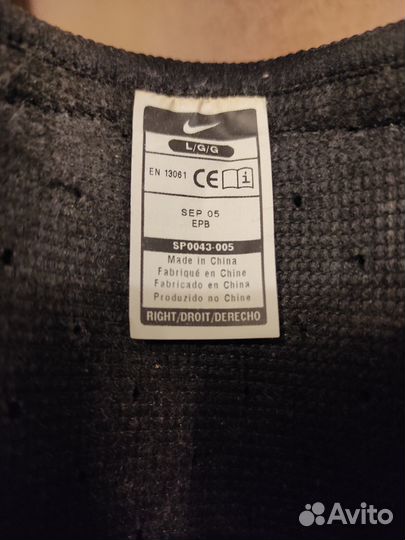 L/G/G
EN 13061 CE i
SEP 05
EPB
SP0043-005
Made in China
Fabriqué en Chine
Fabricado en China
Produzido no Chine
RIGHT/DROIT/DERECHO
Avito